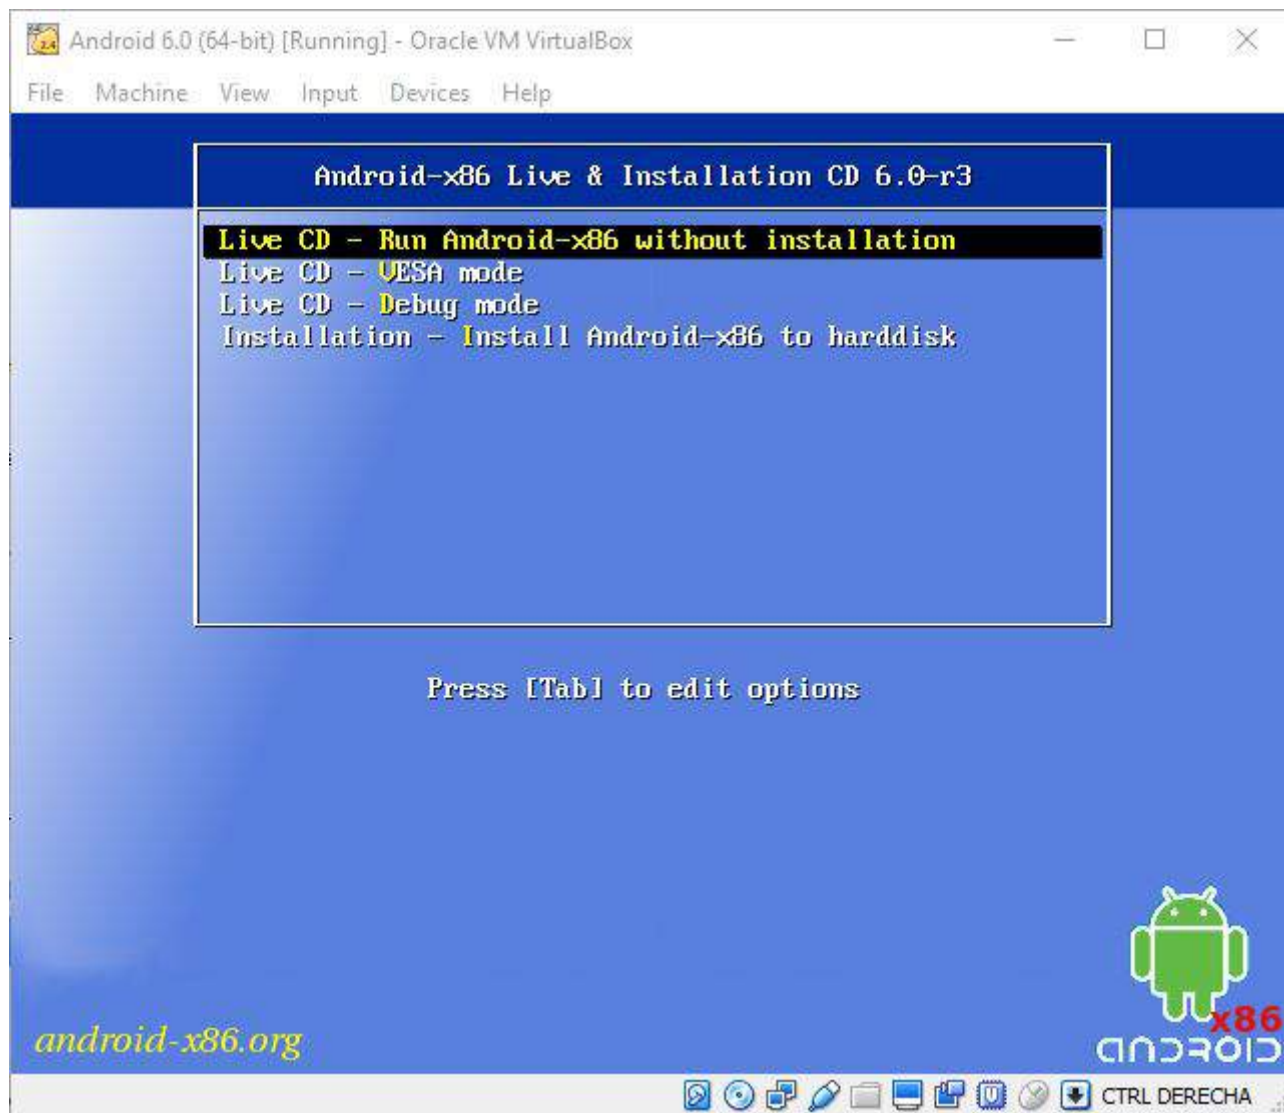 Android 6.0 (64-bit) [Running] - Oracle VM VirtualBox
File Machine View Input Devices Help
Android-x86 Live & Installation CD 6.0-r3
Live CD - Run Android-x86 without installation
Live CD - VESA mode
Live CD - Debug mode
Installation - Install Android-x86 to harddisk
Press [Tab] to edit options
android-x86.org
x86
android
CTRL DERECHA